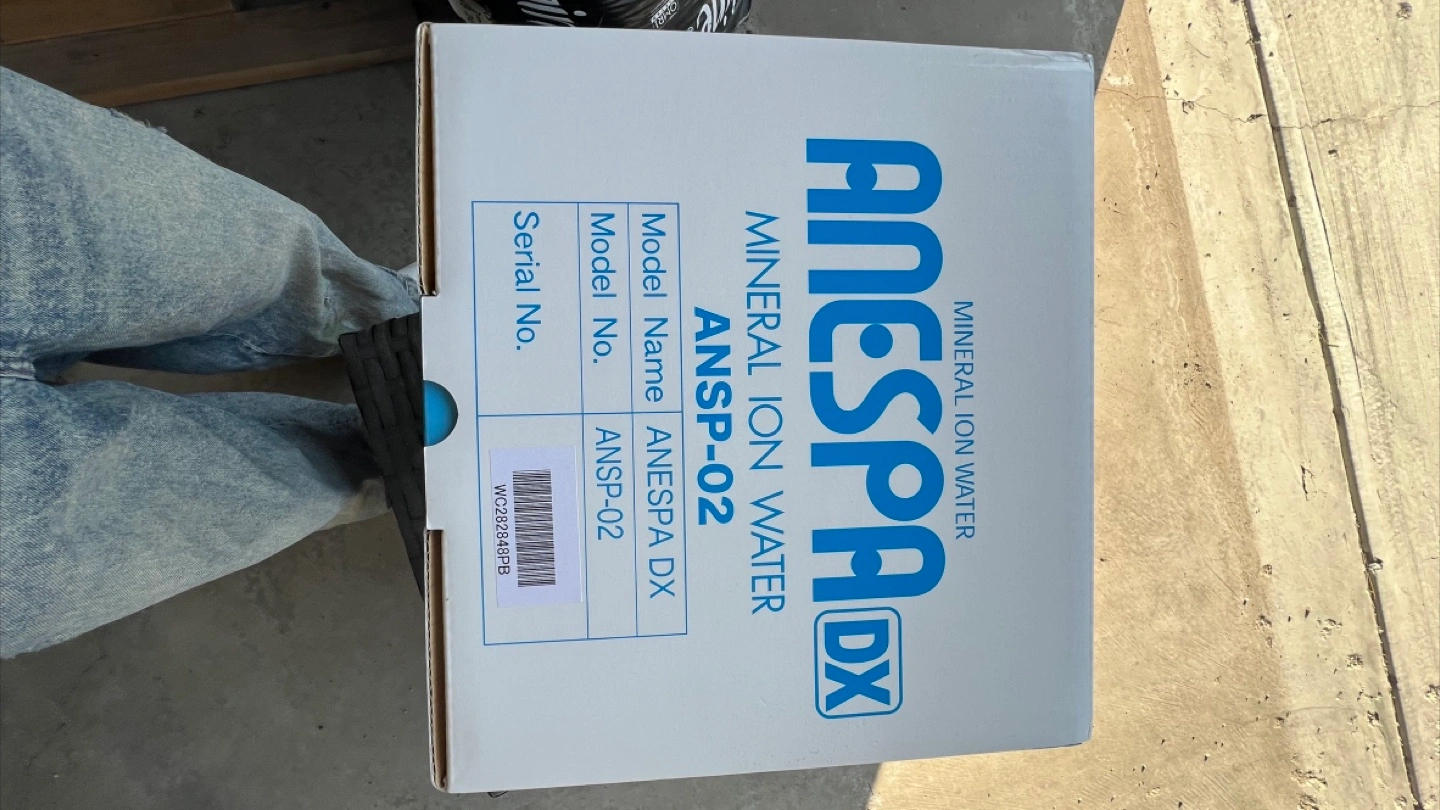 MINERAL ION WATER
ANESPA DX
MINERAL ION WATER
ANSP-02
Model Name ANESPA DX
Model No. ANSP-02
Serial No.
WC282848PB
OMRI